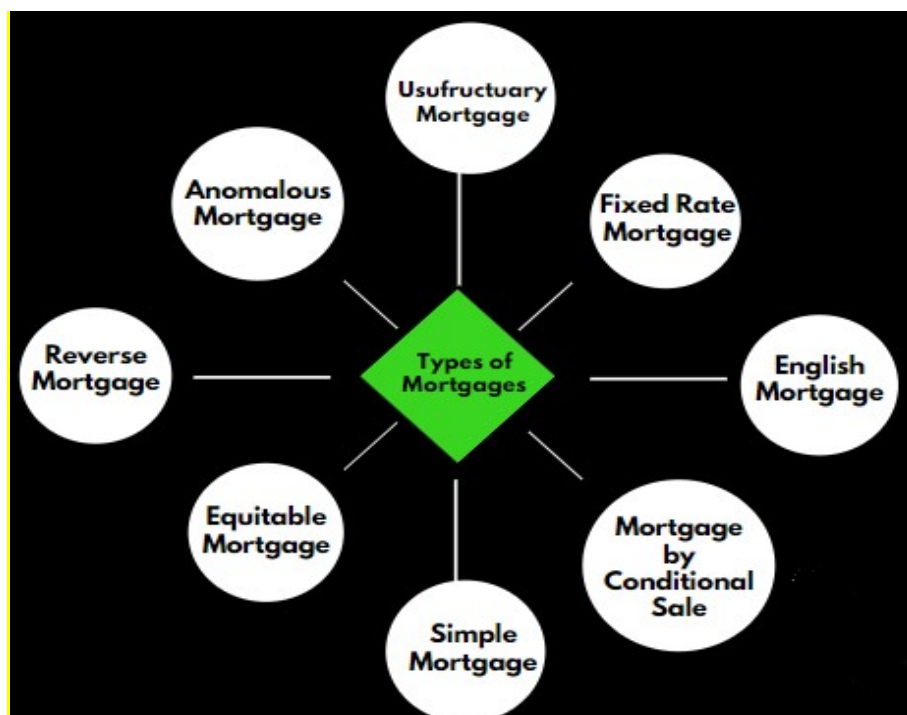 Usufructuary
Mortgage
Anomalous
Mortgage
Fixed Rate
Mortgage
Reverse
Mortgage
Types of
Mortgages
English
Mortgage
Equitable
Mortgage
Mortgage
by
Conditional
Sale
Simple
Mortgage